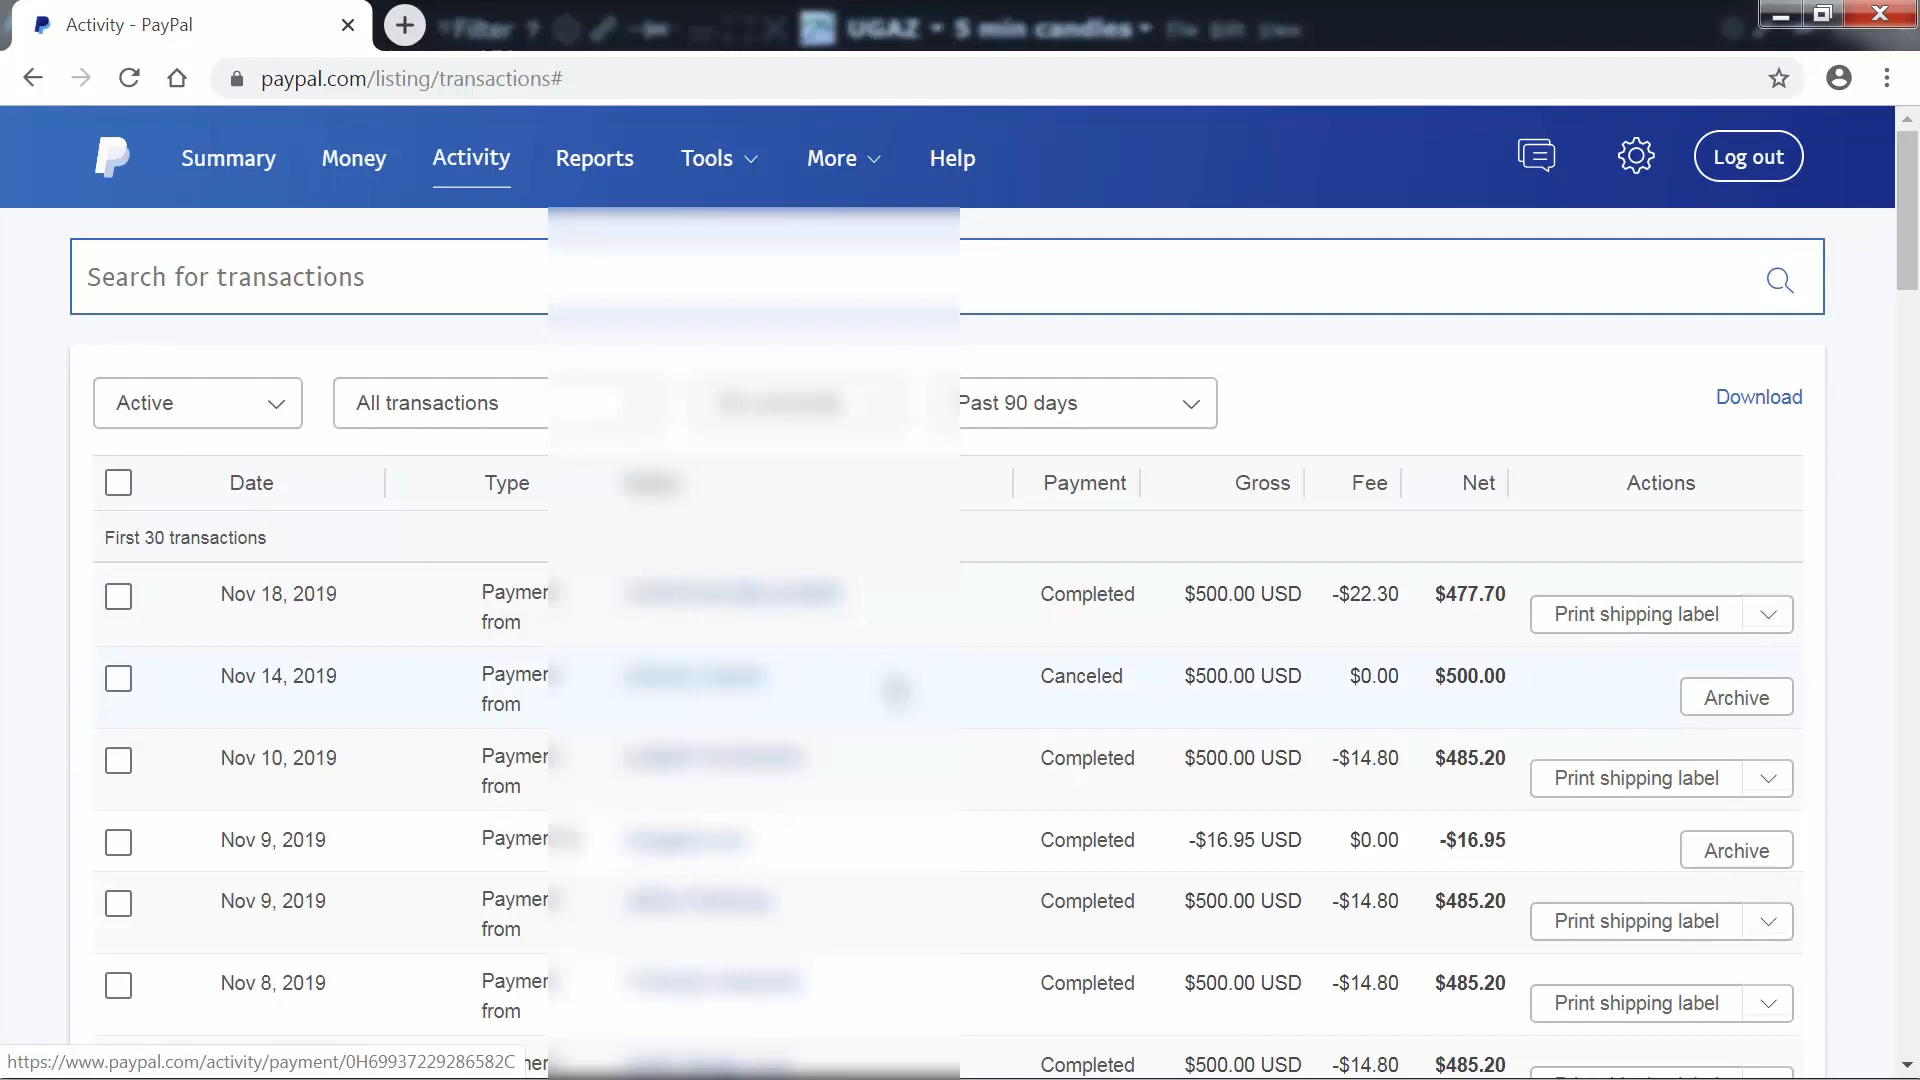 Activity - PayPal
UGAZ - 5 min candles
paypal.com/listing/transactions#
Summary Money Activity Reports Tools More Help Log out
Search for transactions
Active All transactions Past 90 days Download
Date Type Payment Gross Fee Net Actions
First 30 transactions
Nov 18, 2019 Completed $500.00 USD -$22.30 $477.70
from Print shipping label
Nov 14, 2019 Canceled $500.00 USD $0.00 $500.00
from Archive
Nov 10, 2019 Completed $500.00 USD -$14.80 $485.20
from Print shipping label
Nov 9, 2019 Payment Completed -$16.95 USD $0.00 -$16.95
Archive
Nov 9, 2019 Completed $500.00 USD -$14.80 $485.20
from Print shipping label
Nov 8, 2019 Completed $500.00 USD -$14.80 $485.20
from Print shipping label
https://www.paypal.com/activity/payment/0H69937229286582C Completed $500.00 USD -$14.80 $485.20